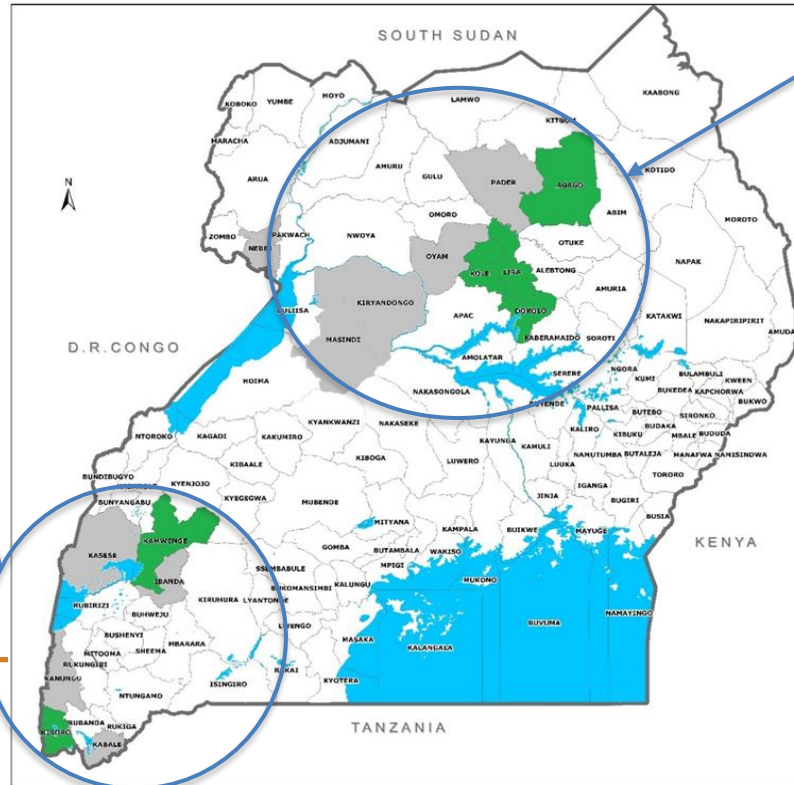 SOUTH SUDAN
KAABONG
MOYO
LAMWO
YUMBE
KOBOKO
KITGUM
MARACHA
ADJUMANI
KOTIDO
AMURU
ARUA
GULU
PADER
AGAGO
N
OMORO
ABIM
MOROTO
ZOMBO
PAKWACH
NWOYA
OTUKE
NEBBI
OYAM
NAPAK
KOLE
LIRA
ALEBTONG
AMURIA
KIRYANDONGO
DOKOLO
KATAKWI
APAC
NAKAPIRIPIRIT
AMUDA
KABERAMAIDO
SOROTI
MASINDI
D.R.CONGO
AMOLATAR
NGORA
BULAMBULI
SERERE
KUMI
KWEEN
HOIMA
BUKEDEA
KAPCHORWA
NAKASONGOLA
BUKWO
PALLISA
BUTEBO
SIRONKO
KYANKWANZI
NAKASEKE
KALIRO
BUDAKA
NTOROKO
KAGADI
KAKUMIRO
KAYUNGA
KAMULI
KIBUKU
MBALE
BUDUDA
KIBOGA
NAMUTUMBA
BUTALEJA
MANAFWA
NAMISINDWA
KIBAALE
LUWERO
LUUKA
BUNDIBUGYO
KYENJOJO
IGANGA
TORORO
KYEGEGWA
MUBENDE
JINJA
BUNYANGABU
BUGIRI
MITYANA
KAMPALA
BUIKWE
MAYUGE
BUSIA
KAMWENGE
GOMBA
BUTAMBALA
WAKISO
KENYA
KASESE
MPIGI
SSEMBABULE
IBANDA
MUKONO
BUKOMANSIMBI
KALUNGU
KIRUHURA
LYANTONDE
RUBIRIZI
NAMAYINGO
BUHWEJU
LWENGO
BUVUMA
BUSHENYI
MBARARA
MASAKA
KALANGALA
MITOOMA
SHEEMA
RUKUNGIRI
RAKAI
KANUNGU
ISINGIRO
KYOTERA
NTUNGAMO
RUBANDA
RUKIGA
TANZANIA
KISORO
KABALE